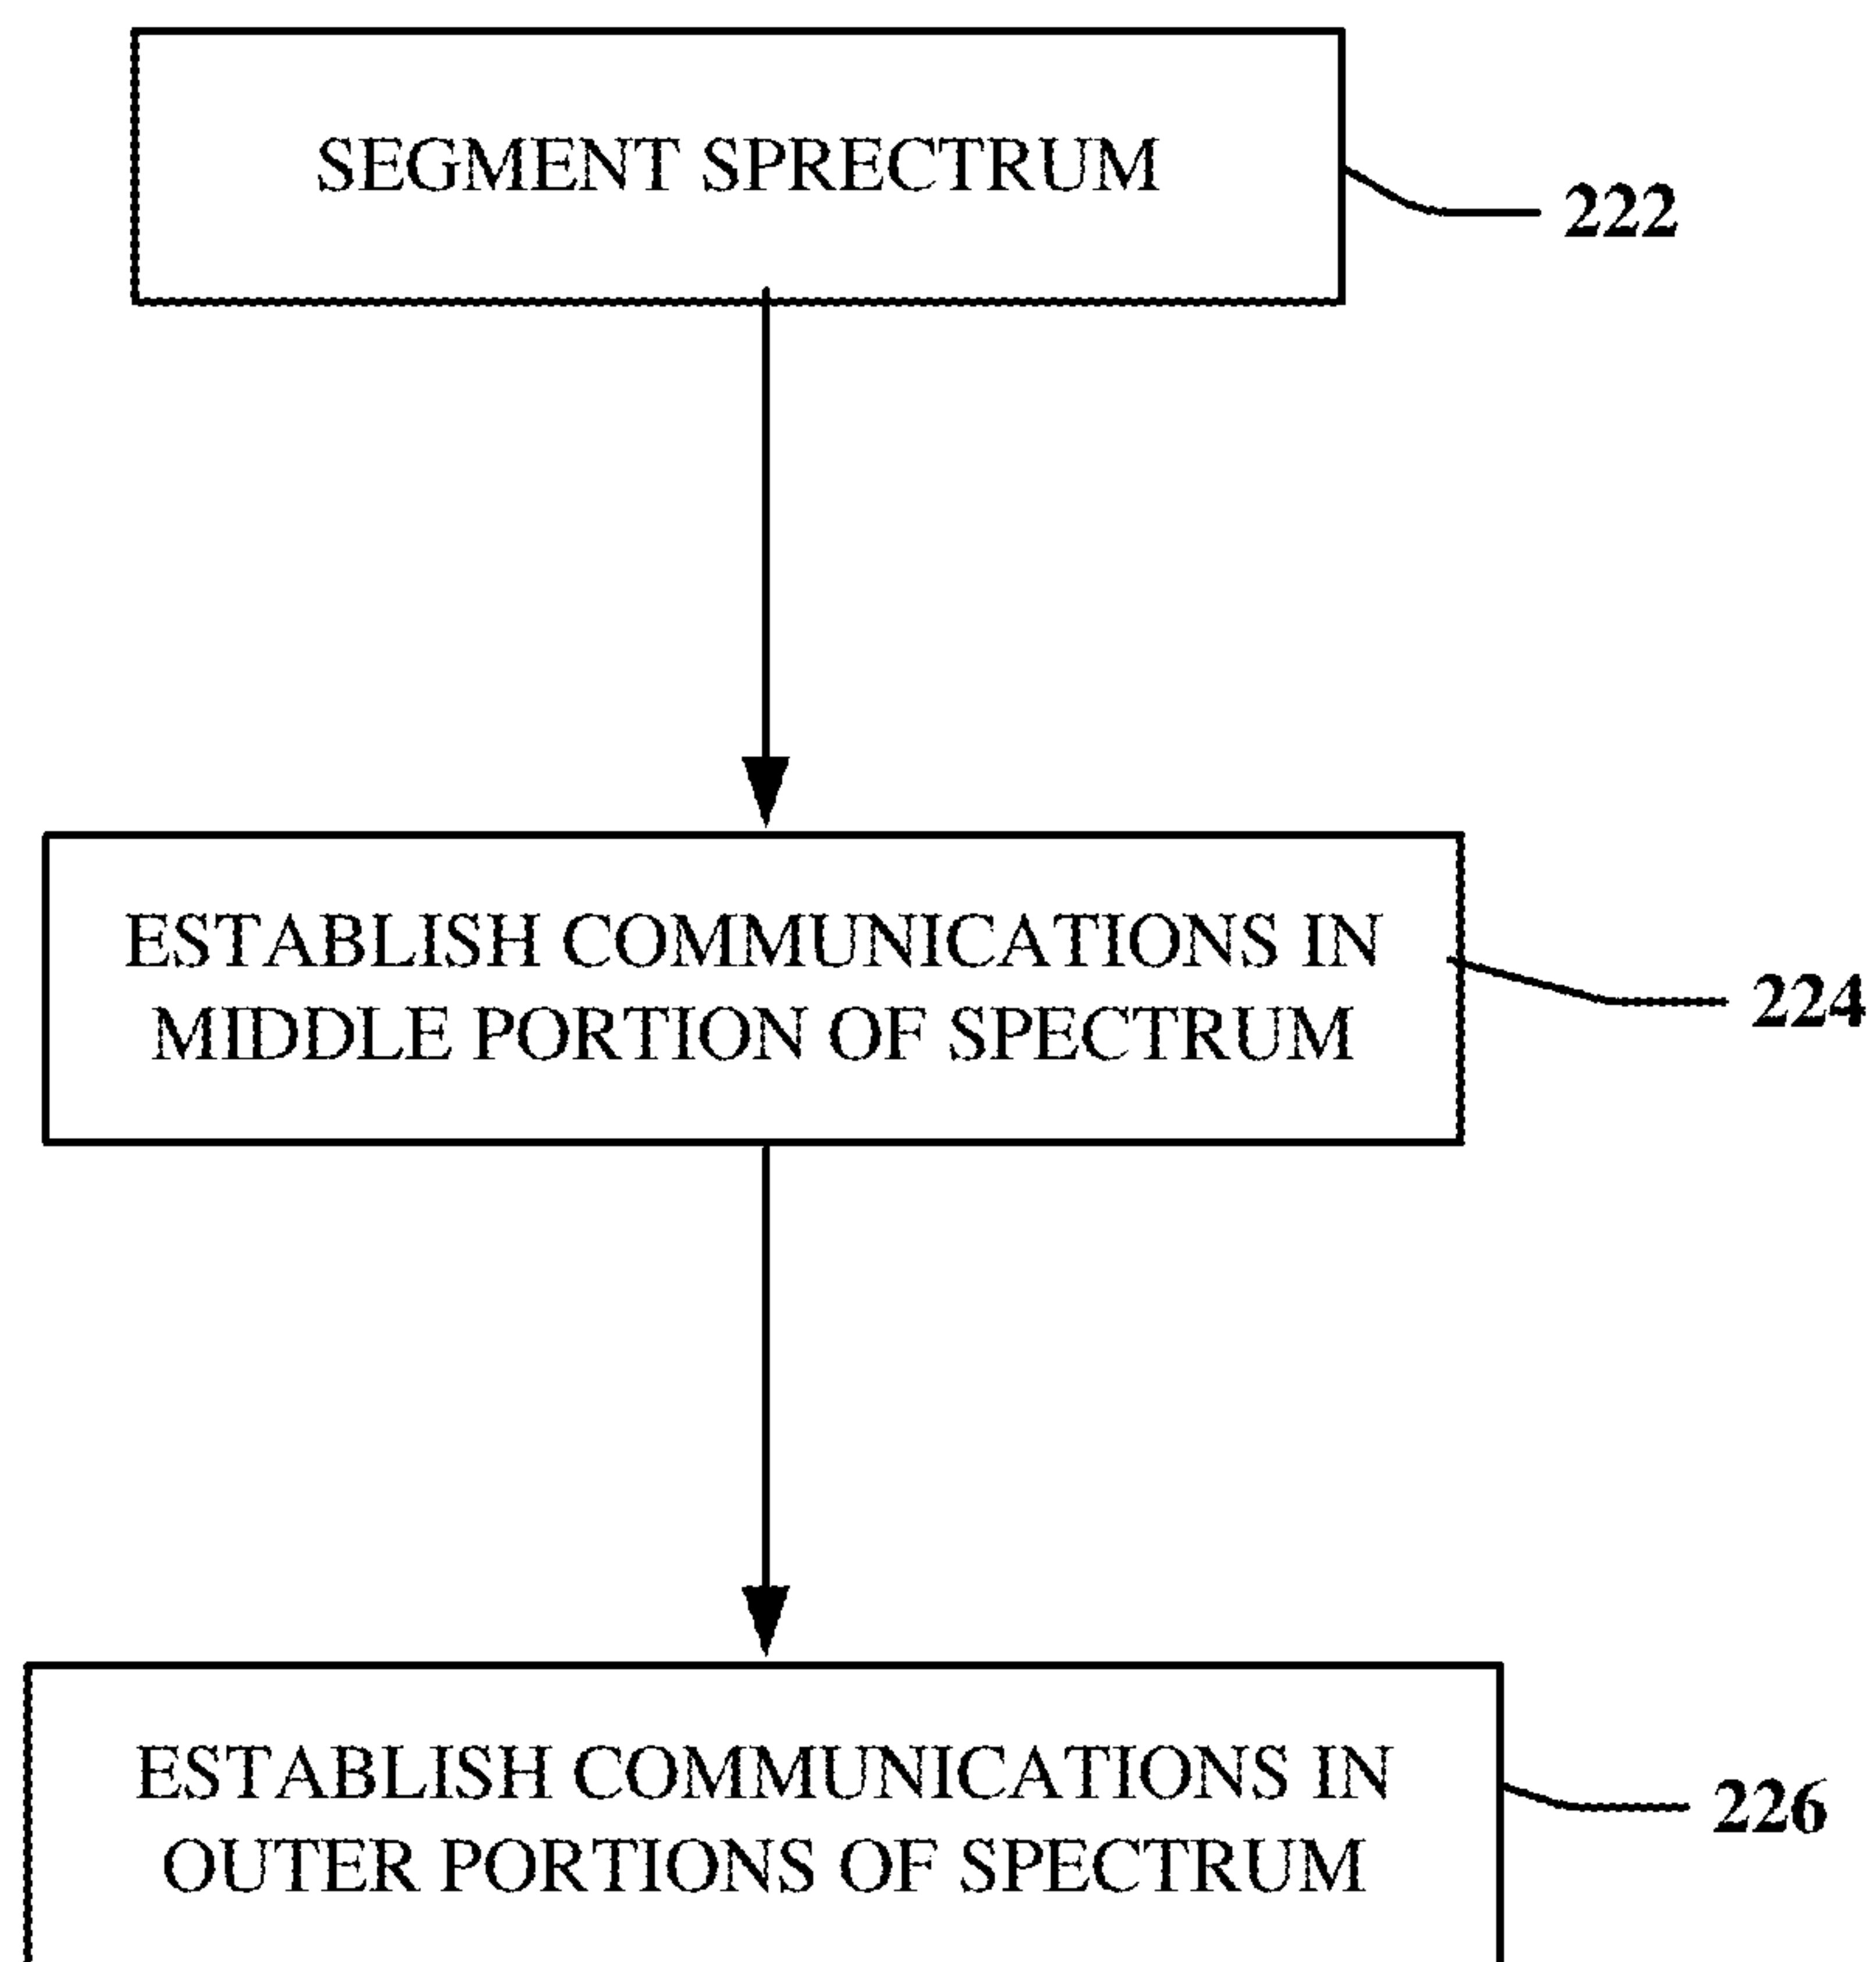 SEGMENT SPRECTRUM
222
ESTABLISH COMMUNICATIONS IN
MIDDLE PORTION OF SPECTRUM
224
ESTABLISH COMMUNICATIONS IN
OUTER PORTIONS OF SPECTRUM
226